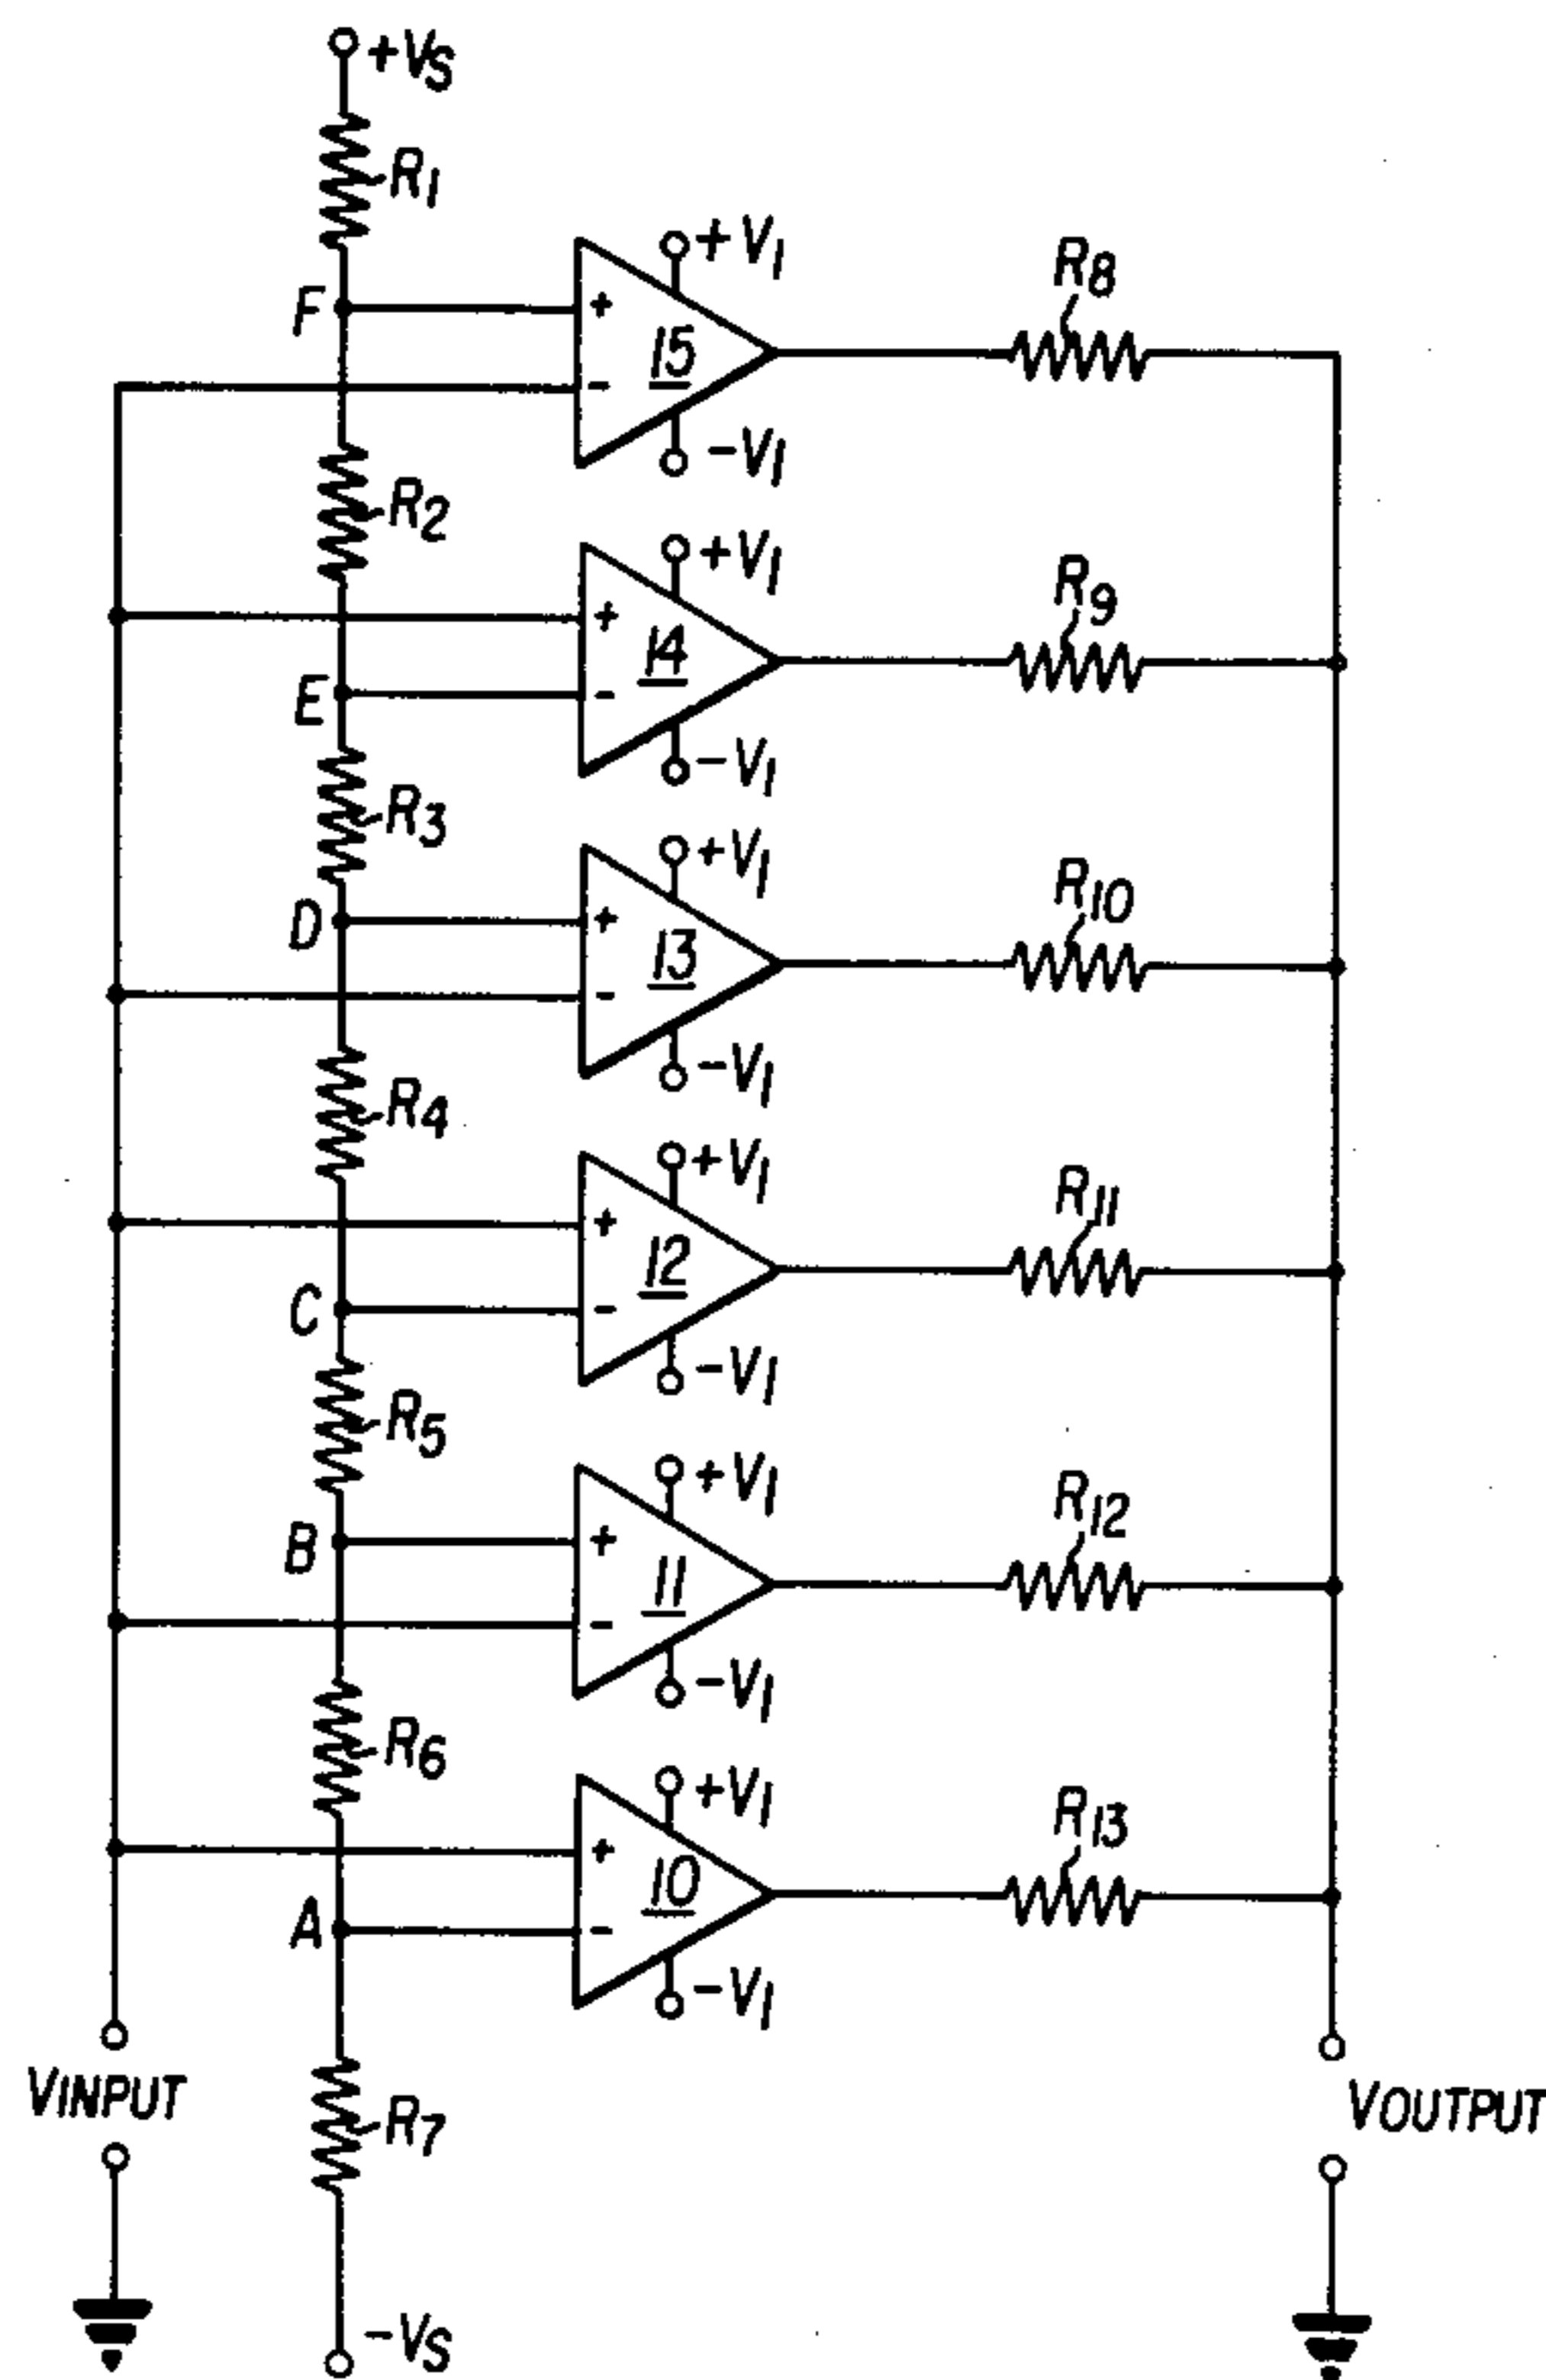 +VS
R1
+V1
R8
F
+
15
-
-V1
R2
+V1
R9
+
14
E
-
-V1
R3
+V1
R10
D
+
13
-
-V1
R4
+V1
R11
+
12
C
-
-V1
R5
+V1
R12
B
+
11
-
-V1
R6
+V1
R13
+
10
A
-
-V1
VINPUT
R7
VOUTPUT
-VS